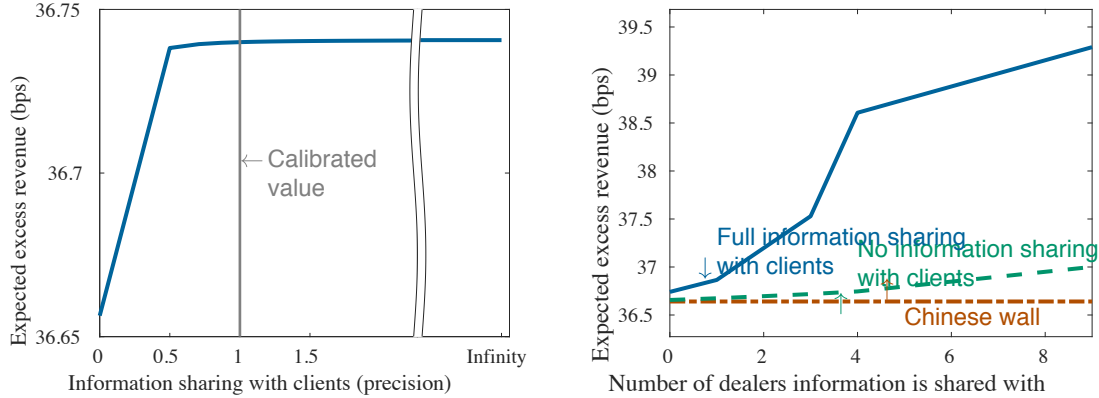 36.75
36.7
36.65
Expected excess revenue (bps)
← Calibrated
value
0 0.5 1 1.5 Infinity
Information sharing with clients (precision)
39.5
39
38.5
38
37.5
37
36.5
Expected excess revenue (bps)
Full information sharing
↓ with clients
No information sharing
with clients
↑
↑
Chinese wall
0 2 4 6 8
Number of dealers information is shared with